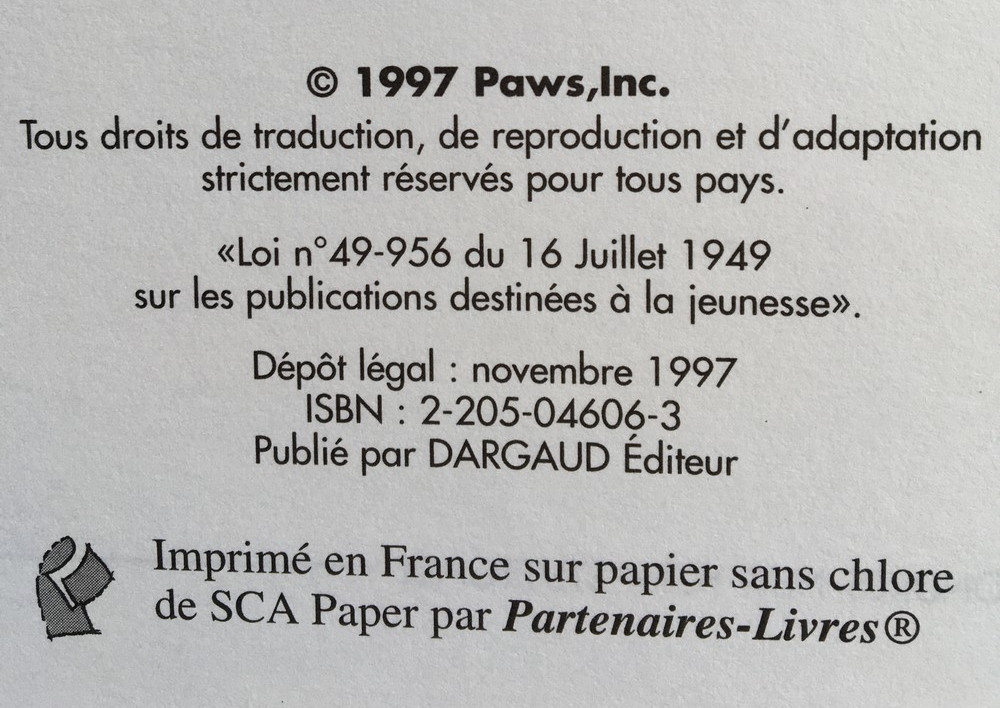 © 1997 Paws,Inc.
Tous droits de traduction, de reproduction et d'adaptation
strictement réservés pour tous pays.
«Loi n°49-956 du 16 Juillet 1949
sur les publications destinées à la jeunesse».
Dépôt légal : novembre 1997
ISBN : 2-205-04606-3
Publié par DARGAUD Éditeur
Imprimé en France sur papier sans chlore
de SCA Paper par Partenaires-Livres®